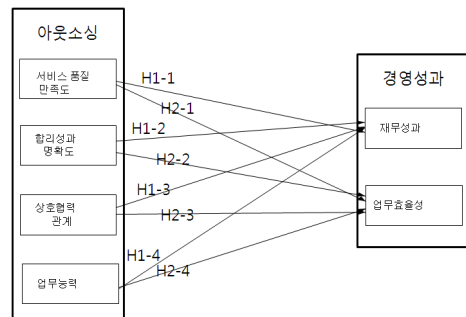 아웃소싱
서비스 품질
만족도
합리성과
명확도
상호협력
관계
업무능력
H1-1
H2-1
H1-2
H2-2
H1-3
H2-3
H1-4
H2-4
경영성과
재무성과
업무효율성